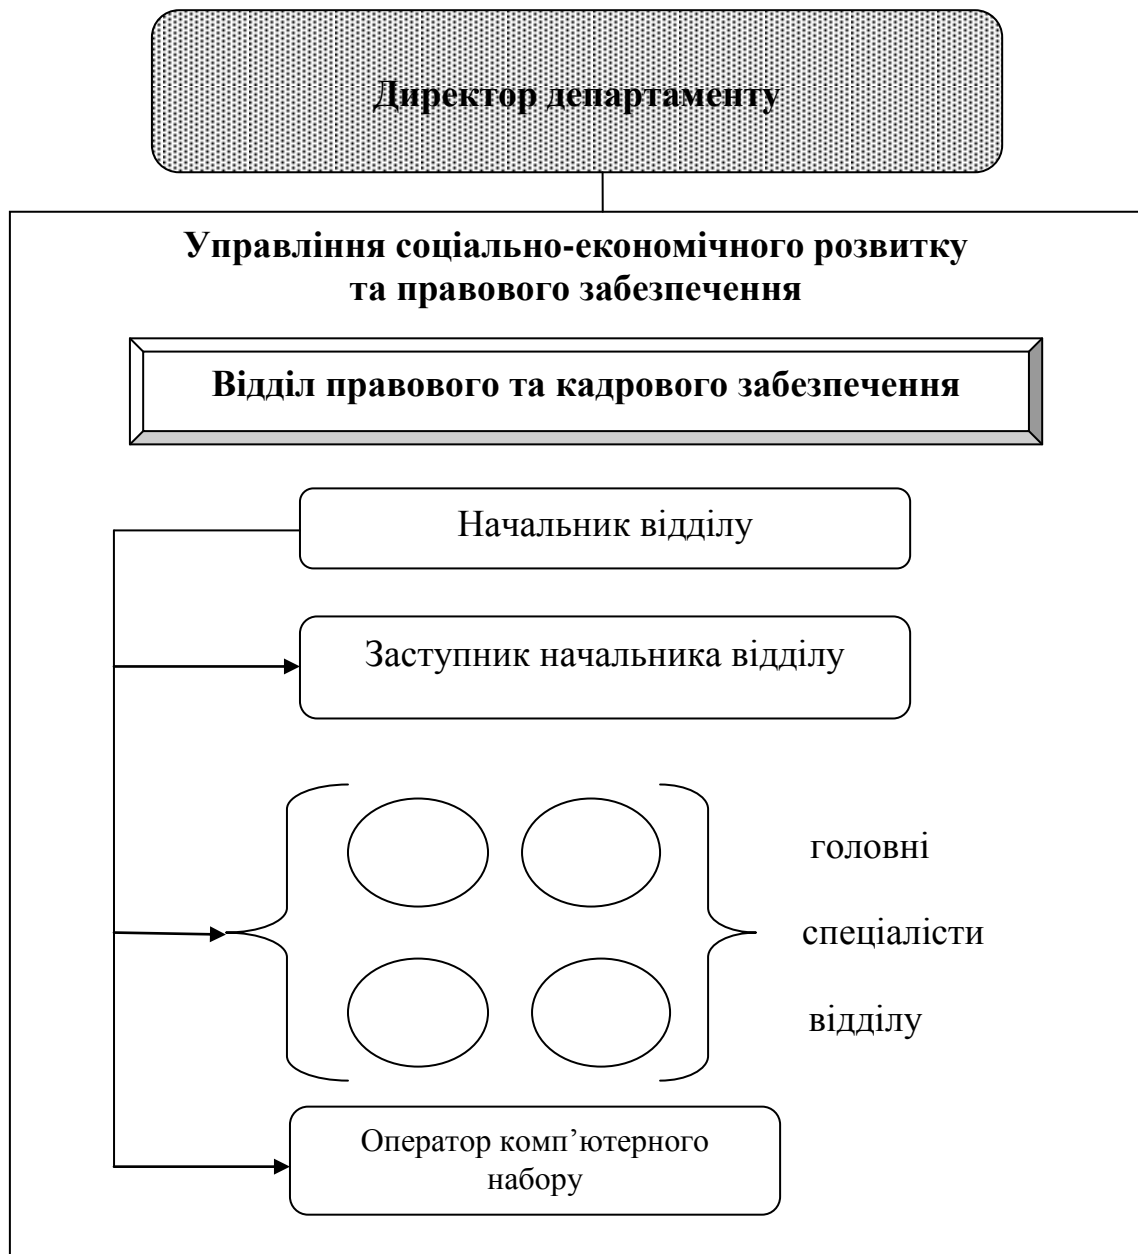 Директор департаменту
Управління соціально-економічного розвитку
та правового забезпечення
Відділ правового та кадрового забезпечення
Начальник відділу
Заступник начальника відділу
головні
спеціалісти
відділу
Оператор комп’ютерного
набору